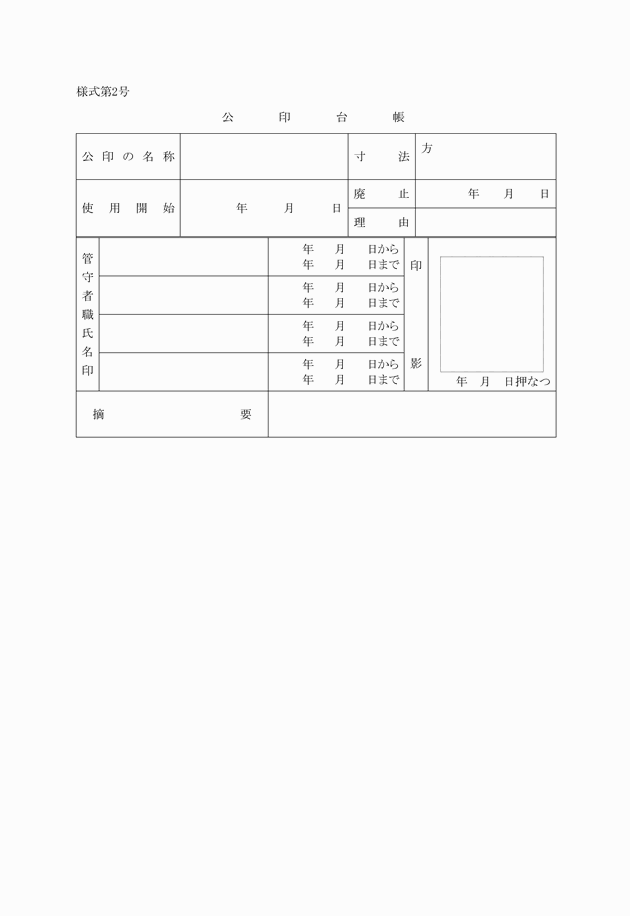 様式第2号
公印台帳
公印の名称
寸法
方
使用開始
年 月 日
廃止
年 月 日
理由
管守者職氏名印
年 月 日から
年 月 日まで
年 月 日から
年 月 日まで
年 月 日から
年 月 日まで
年 月 日から
年 月 日まで
印影
年 月 日押なつ
摘要